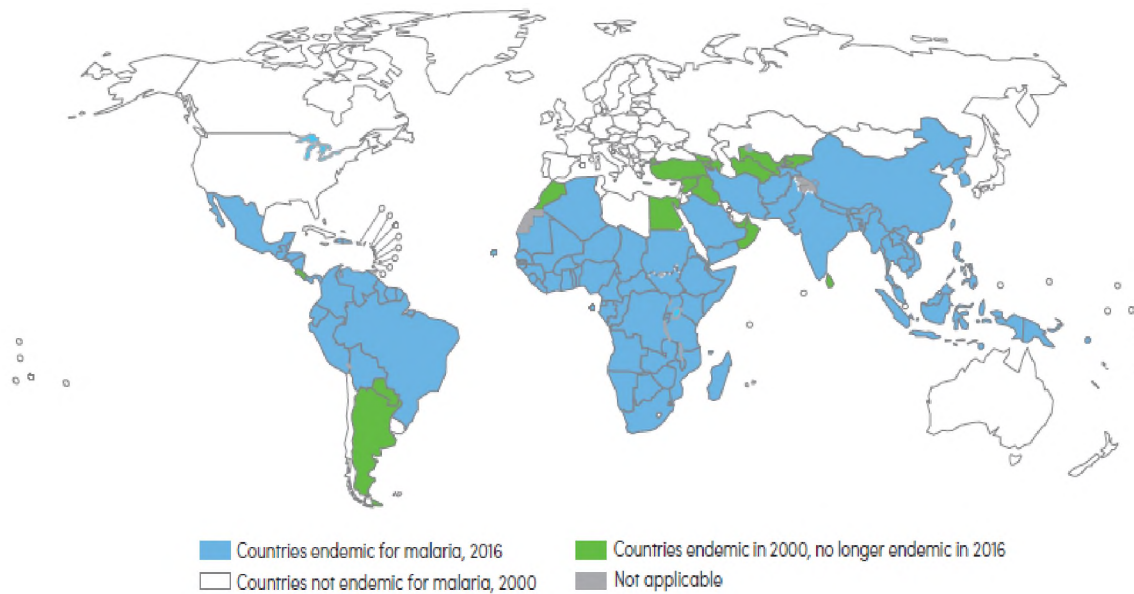 Countries endemic for malaria, 2016
Countries endemic in 2000, no longer endemic in 2016
Countries not endemic for malaria, 2000
Not applicable